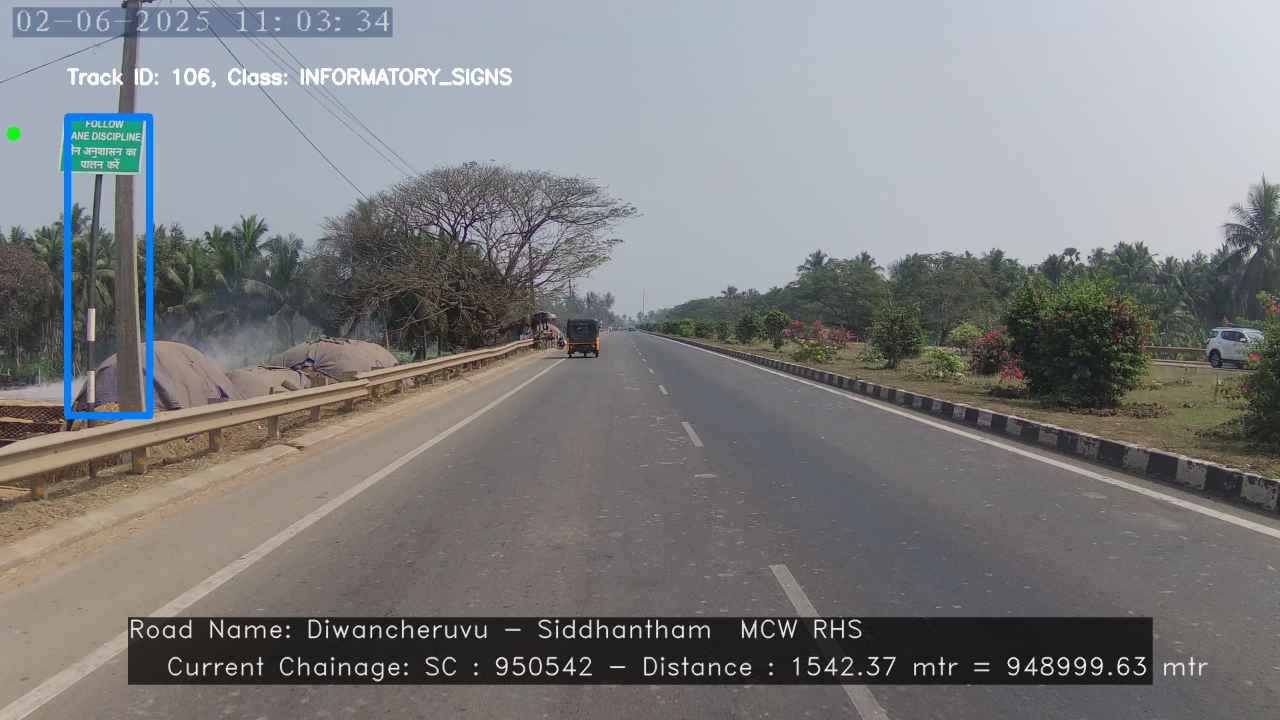 02-06-2025 11:03:34
Track ID: 106, Class: INFORMATORY_SIGNS
FOLLOW
ANE DISCIPLINE
अनुशासन का
पालन करें
Road Name: Diwancheruvu - Siddhantham MCW RHS
Current Chainage: SC : 950542 - Distance : 1542.37 mtr = 948999.63 mtr